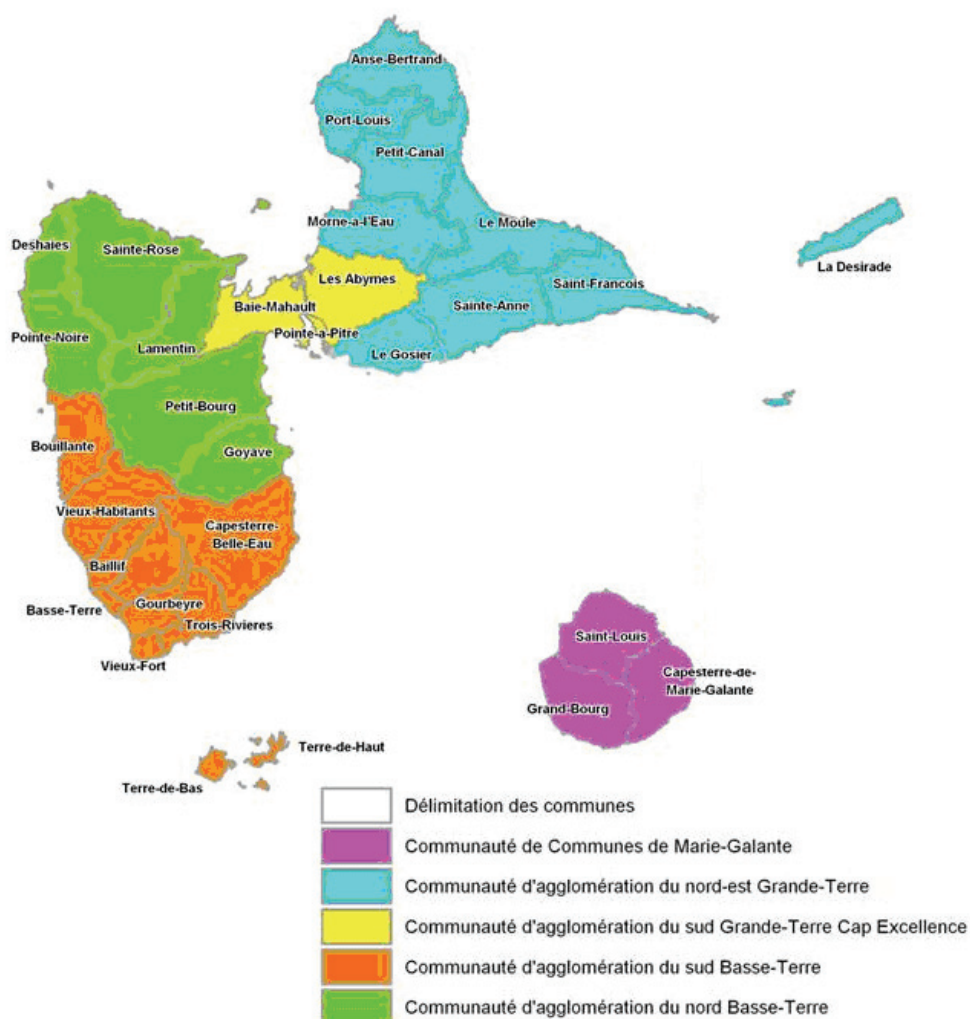 Anse-Bertrand
Port-Louis
Petit-Canal
Morne-a-l'Eau
Le Moule
Deshaies
Sainte-Rose
Les Abymes
La Desirade
Saint-Francois
Baie-Mahault
Sainte-Anne
Pointe-a-Pitre
Pointe-Noire
Lamentin
Le Gosier
Petit-Bourg
Bouillante
Goyave
Vieux-Habitants
Capesterre-
Belle-Eau
Baillif
Basse-Terre
Gourbeyre
Trois-Rivieres
Vieux-Fort
Saint-Louis
Capesterre-de-
Marie-Galante
Grand-Bourg
Terre-de-Haut
Terre-de-Bas
Délimitation des communes
Communauté de Communes de Marie-Galante
Communauté d'agglomération du nord-est Grande-Terre
Communauté d'agglomération du sud Grande-Terre Cap Excellence
Communauté d'agglomération du sud Basse-Terre
Communauté d'agglomération du nord Basse-Terre